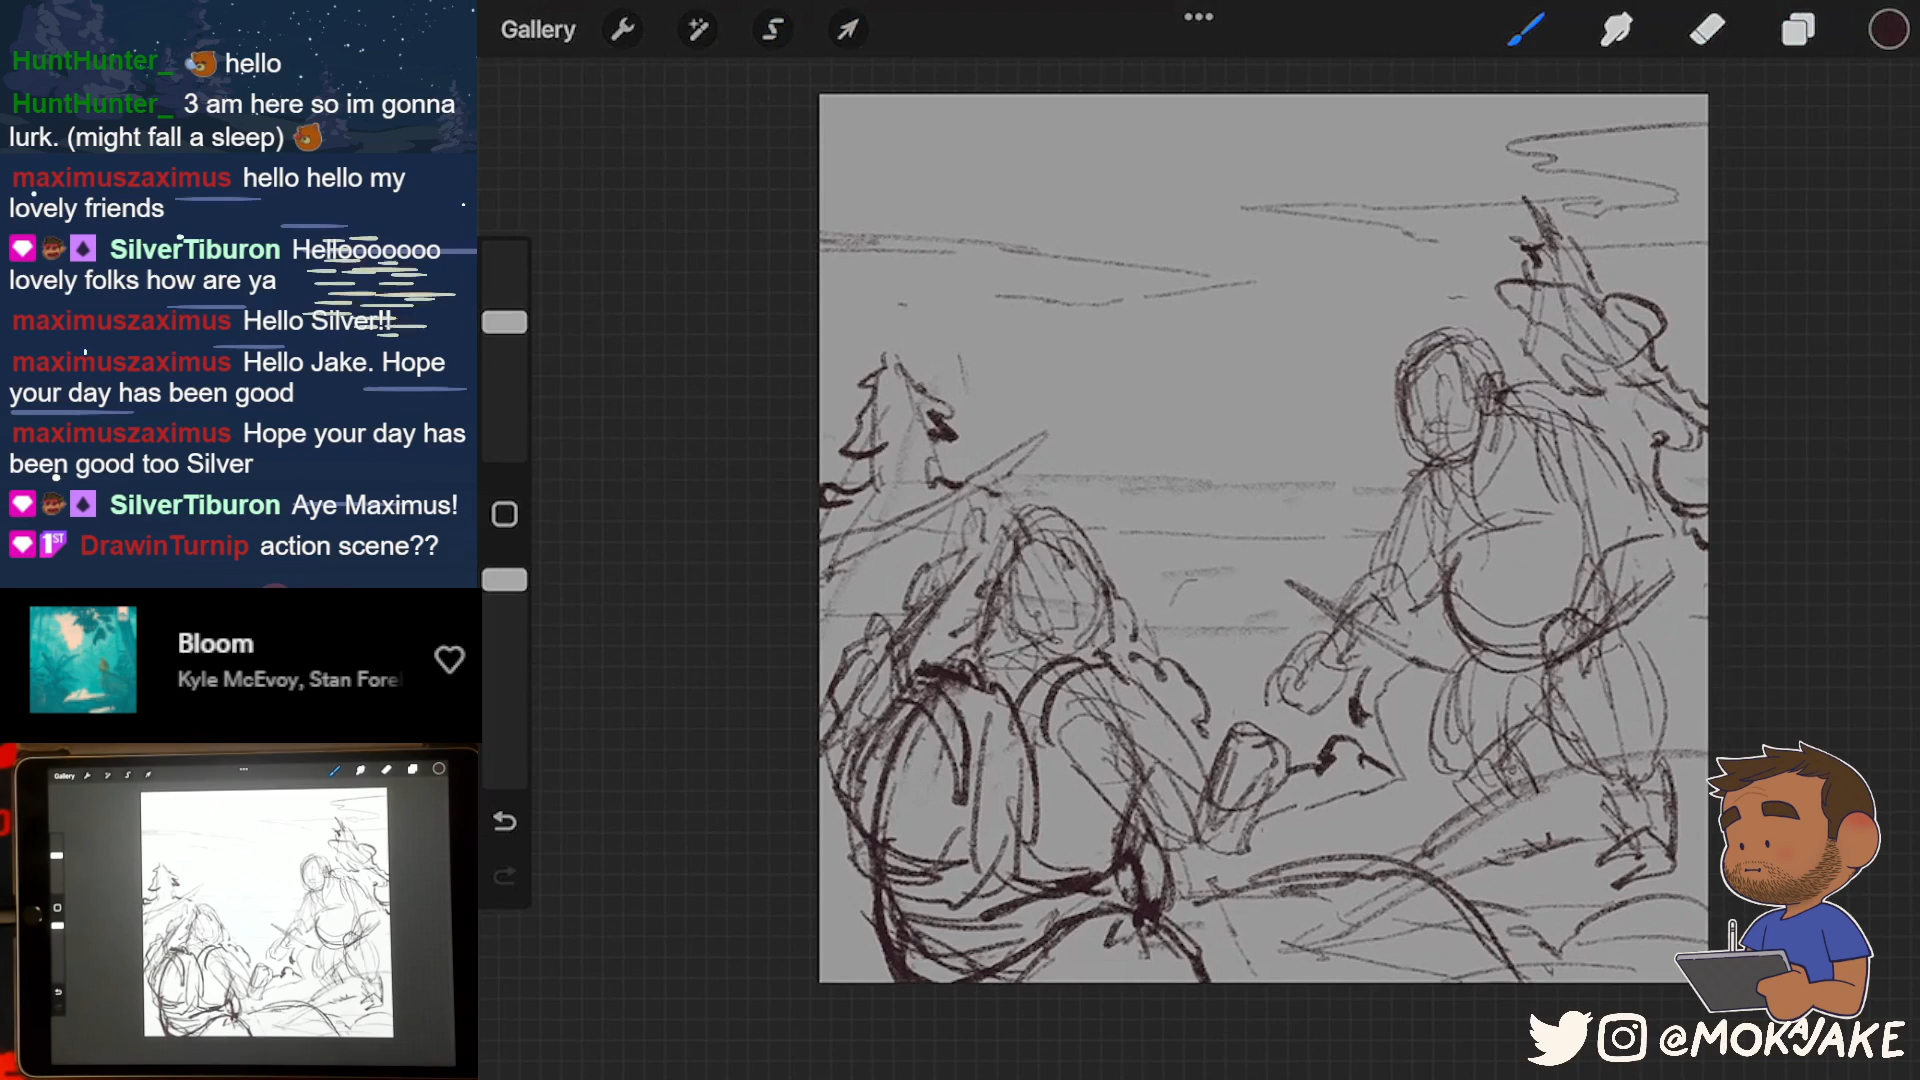 HuntHunter_ hello
HuntHunter_ 3 am here so im gonna
lurk. (might fall a sleep)
maximuszaximus hello hello my
lovely friends
SilverTiburon Hellooooooo
lovely folks how are ya
maximuszaximus Hello Silver!!
maximuszaximus Hello Jake. Hope
your day has been good
maximuszaximus Hope your day has
been good too Silver
SilverTiburon Aye Maximus!
1ST DrawinTurnip action scene??
Bloom
Kyle McEvoy, Stan Fore
Gallery
Gallery
@MOKAJAKE